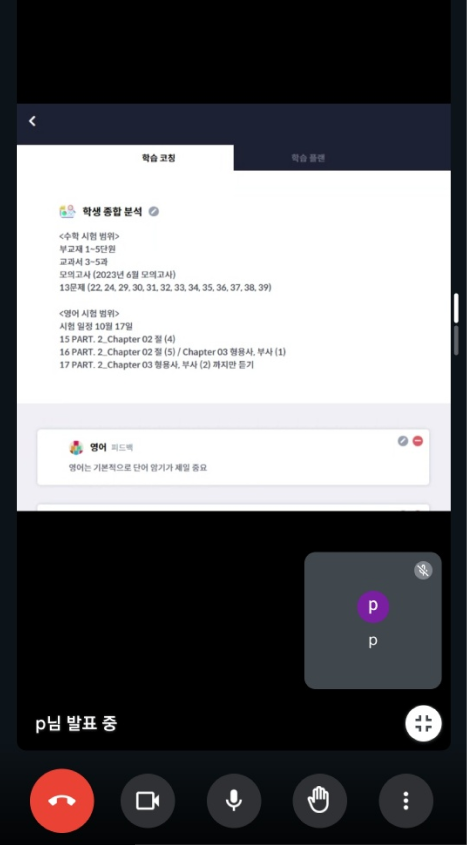 학습 코칭
학습 플랜
학생 종합 분석
<수학 시험 범위>
부교재 1~5단원
교과서 3~5과
모의고사 (2023년 6월 모의고사)
13문제 (22, 24, 29, 30, 31, 32, 33, 34, 35, 36, 37, 38, 39)
<영어 시험 범위>
시험 일정 10월 17일
15 PART. 2_Chapter 02 절 (4)
16 PART. 2_Chapter 02 절 (5) / Chapter 03 형용사, 부사 (1)
17 PART. 2_Chapter 03 형용사, 부사 (2) 까지만 듣기
영어 피드백
영어는 기본적으로 단어 암기가 제일 중요
p
p
p님 발표 중